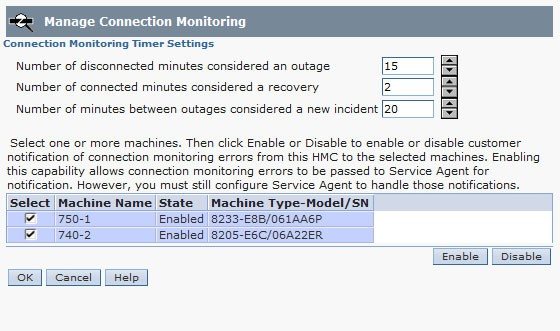 Manage Connection Monitoring
Connection Monitoring Timer Settings
Number of disconnected minutes considered an outage 15
Number of connected minutes considered a recovery 2
Number of minutes between outages considered a new incident 20
Select one or more machines. Then click Enable or Disable to enable or disable customer
notification of connection monitoring errors from this HMC to the selected machines. Enabling
this capability allows connection monitoring errors to be passed to Service Agent for
notification. However, you must still configure Service Agent to handle those notifications.
Select Machine Name State Machine Type-Model/SN
750-1 Enabled 8233-E8B/061AA6P
740-2 Enabled 8205-E6C/06A22ER
Enable Disable
OK Cancel Help